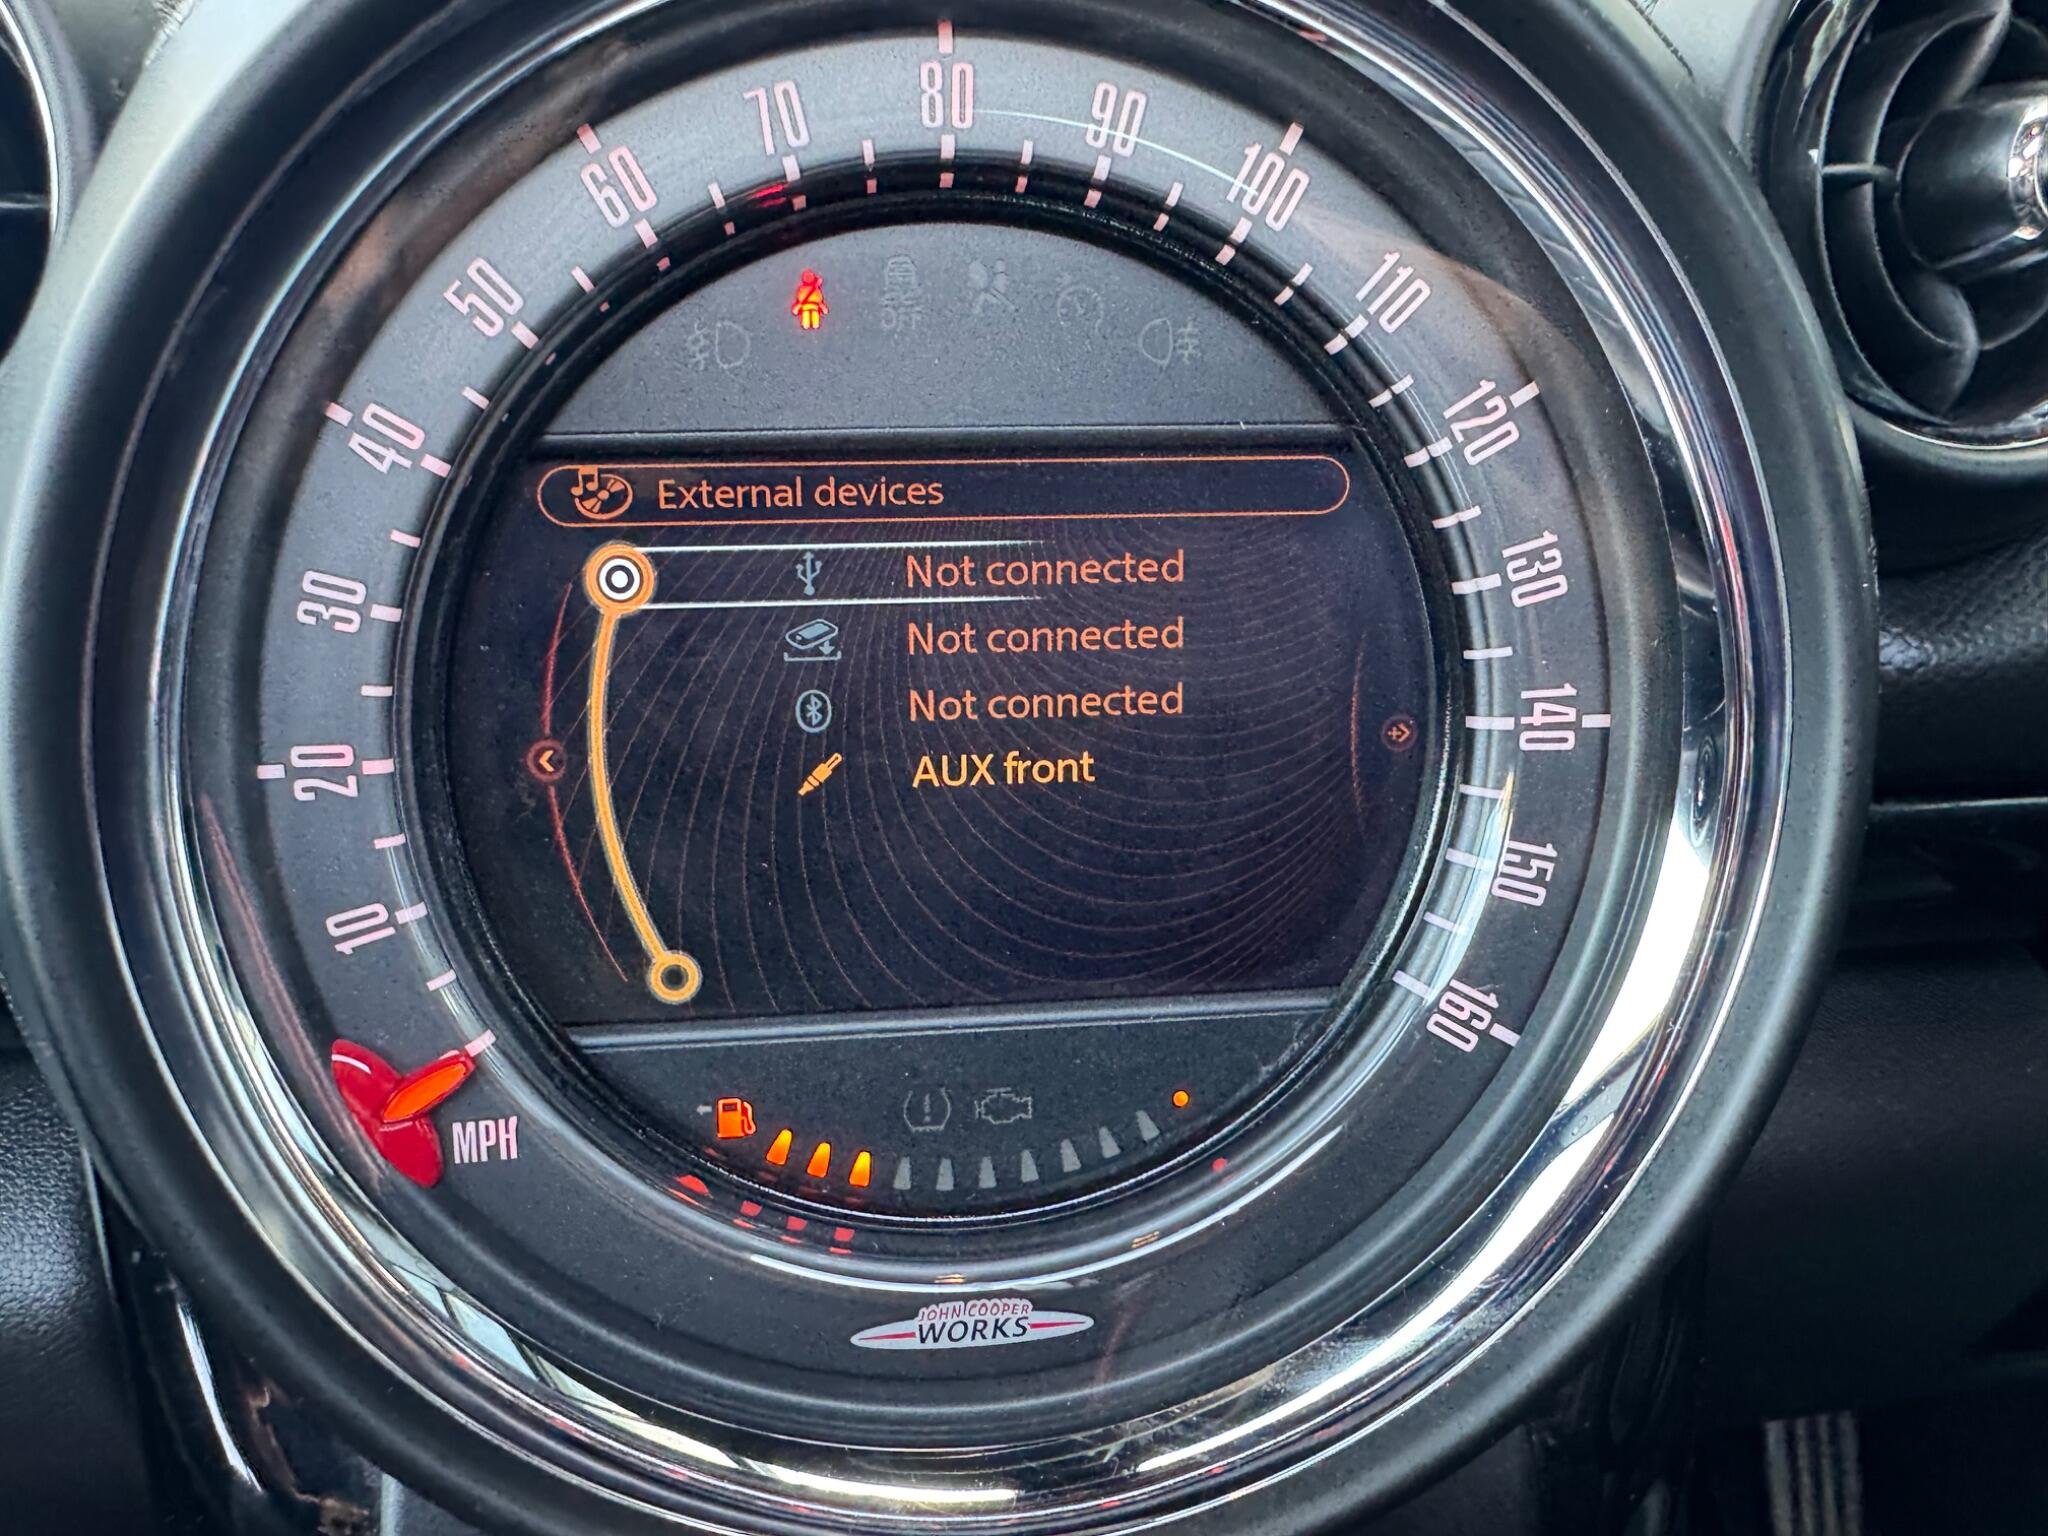 80
70
90
60
100
50
110
OFF
40
120
External devices
30
Not connected
130
Not connected
Not connected
20
AUX front
140
10
150
160
MPH
JOHN COOPER
WORKS